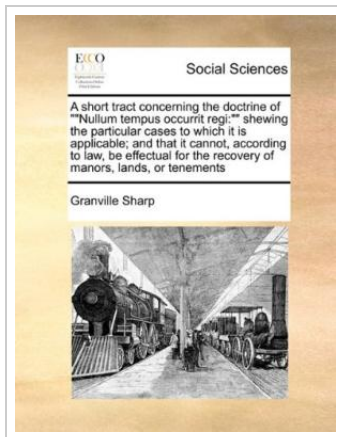 ECCO
Social Sciences
A short tract concerning the doctrine of
""Nullum tempus occurrit regi:"" shewing
the particular cases to which it is
applicable; and that it cannot, according
to law, be effectual for the recovery of
manors, lands, or tenements
Granville Sharp